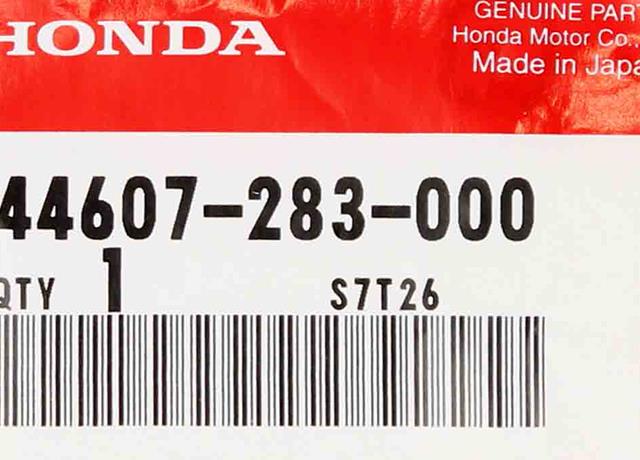 HONDA
GENUINE PAR
Honda Motor Co.
Made in Japa
44607-283-000
QTY 1 S7T26